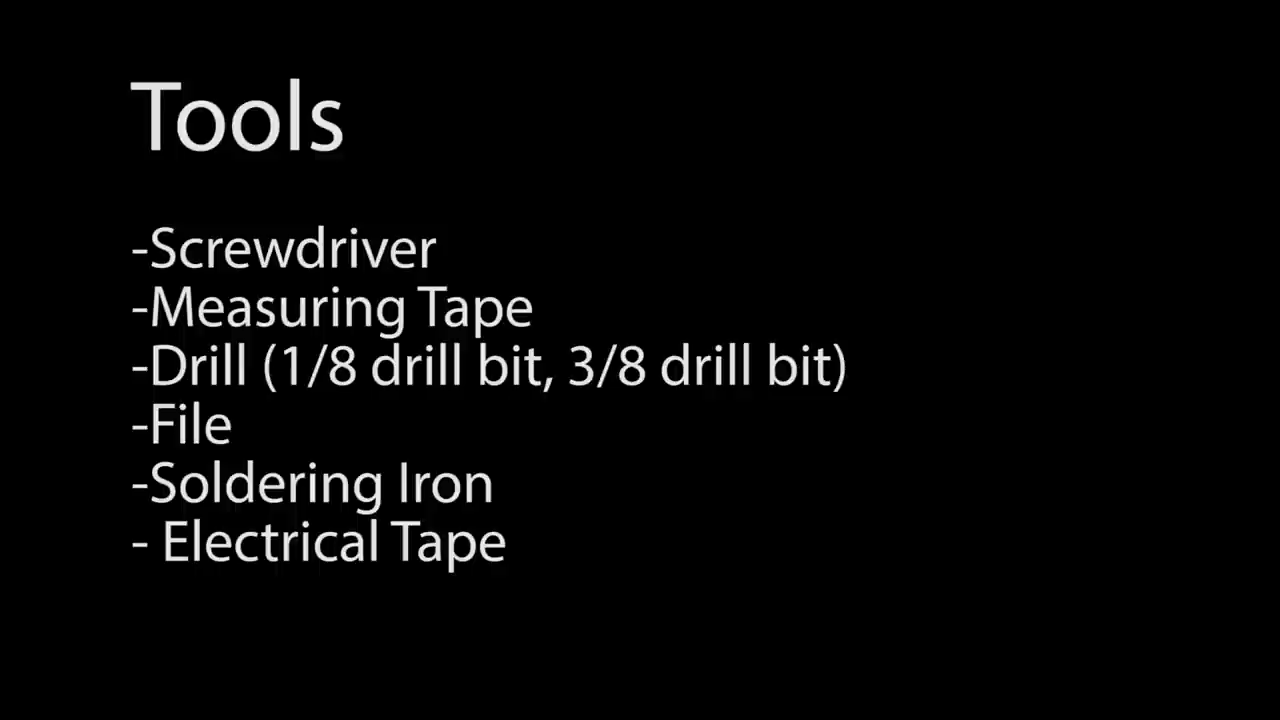 Tools
-Screwdriver
-Measuring Tape
-Drill (1/8 drill bit, 3/8 drill bit)
-File
-Soldering Iron
- Electrical Tape